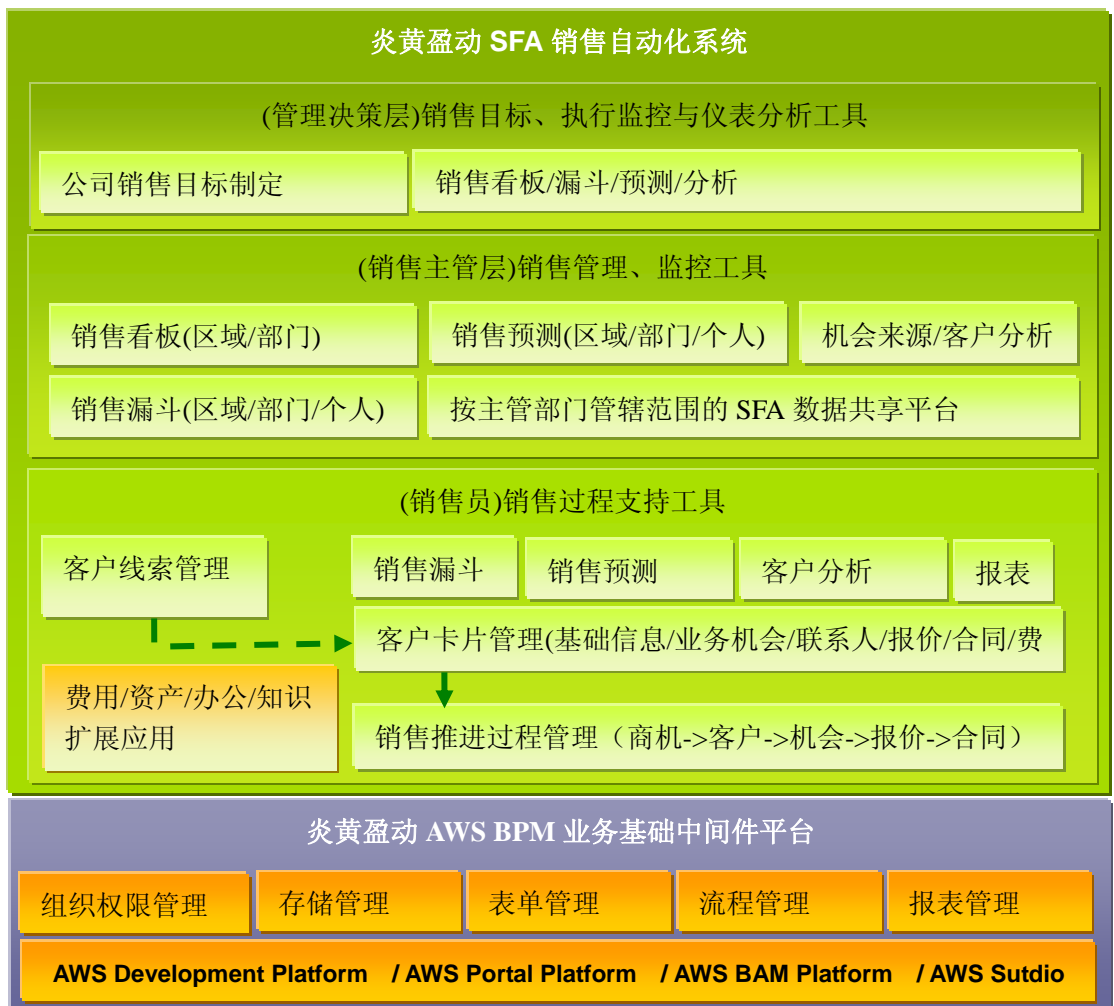 炎黄盈动 SFA 销售自动化系统
(管理决策层)销售目标、执行监控与仪表分析工具
公司销售目标制定
销售看板/漏斗/预测/分析
(销售主管层)销售管理、监控工具
销售看板(区域/部门)
销售预测(区域/部门/个人)
机会来源/客户分析
销售漏斗(区域/部门/个人)
按主管部门管辖范围的 SFA 数据共享平台
(销售员)销售过程支持工具
客户线索管理
销售漏斗
销售预测
客户分析
报表
客户卡片管理(基础信息/业务机会/联系人/报价/合同/费
费用/资产/办公/知识
扩展应用
销售推进过程管理（商机->客户->机会->报价->合同）
炎黄盈动 AWS BPM 业务基础中间件平台
组织权限管理
存储管理
表单管理
流程管理
报表管理
AWS Development Platform / AWS Portal Platform / AWS BAM Platform / AWS Sutdio